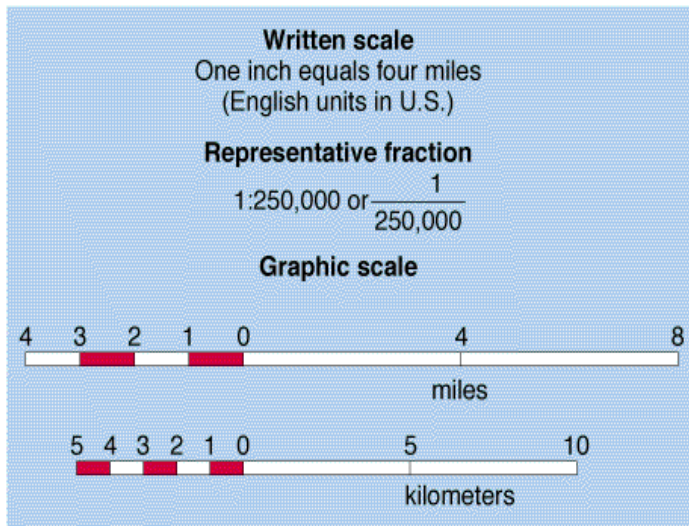 Written scale
One inch equals four miles
(English units in U.S.)
Representative fraction
1:250,000 or 1/250,000
Graphic scale
4 3 2 1 0 4 8
miles
5 4 3 2 1 0 5 10
kilometers